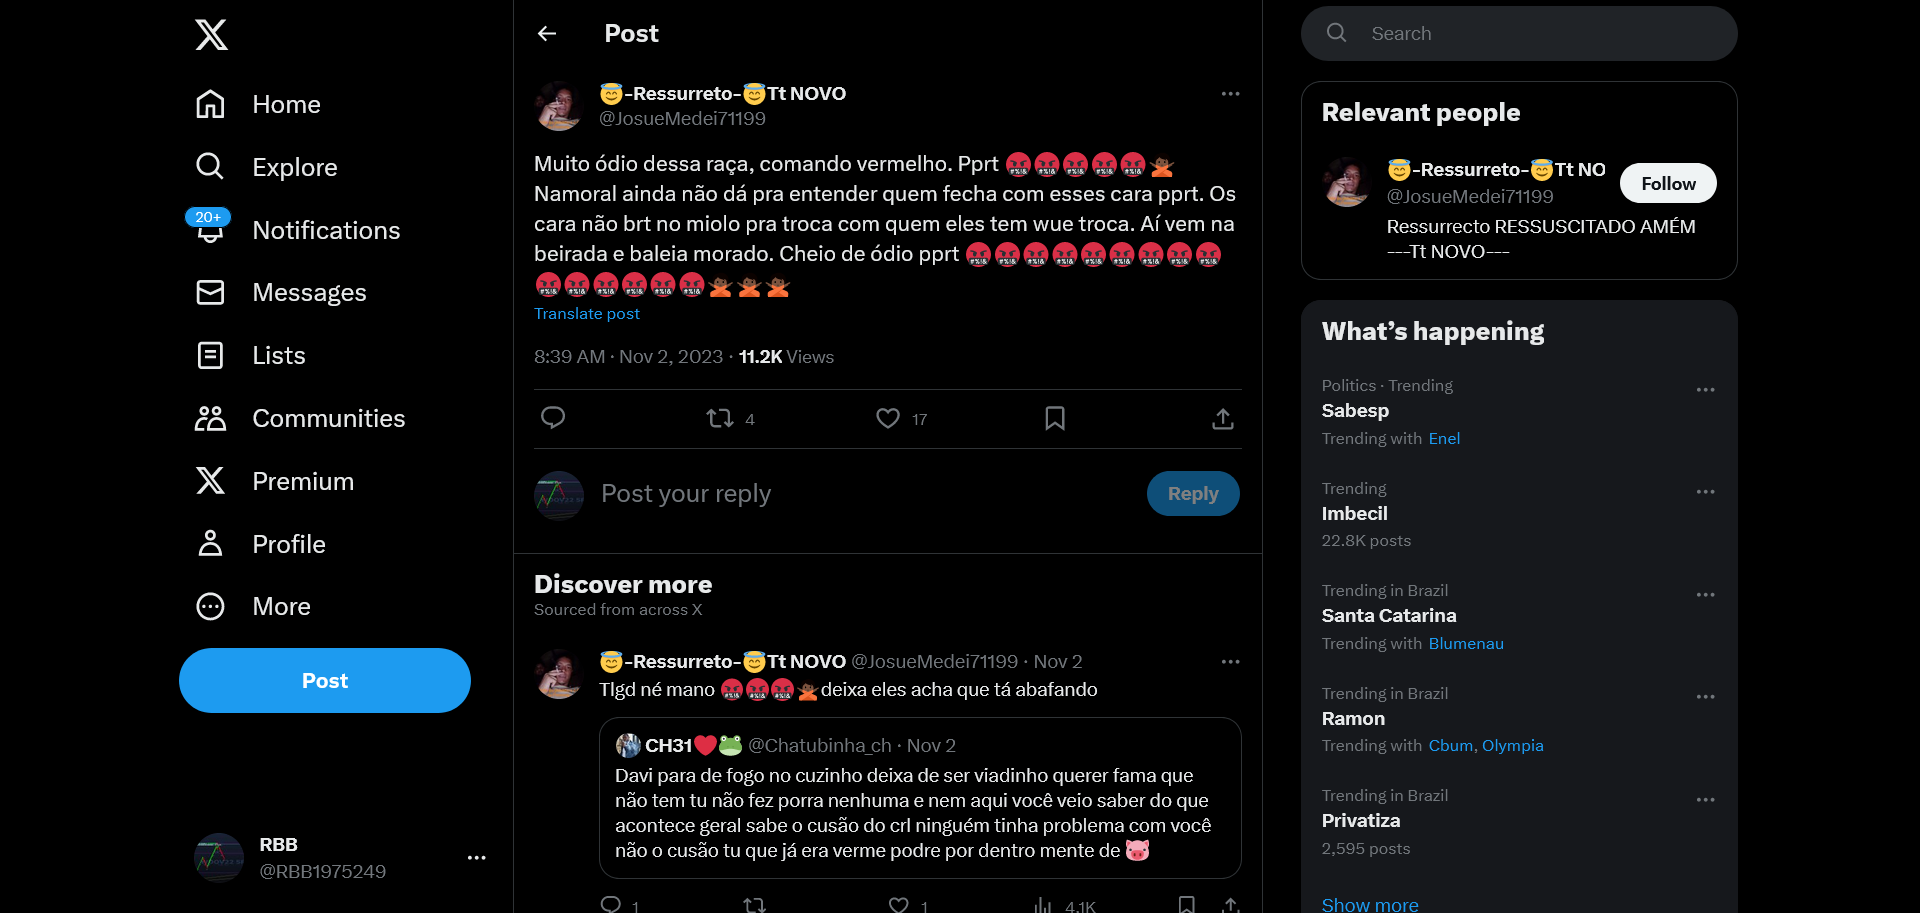 Home
Explore
20+
Notifications
Messages
Lists
Communities
Premium
Profile
More
Post
RBB
@RBB1975249
Post
😇-Ressurreto-😇Tt NOVO
@JosueMedei71199
Muito ódio dessa raça, comando vermelho. Pprt 🤬🤬🤬🤬🤬🙅🏾
Namoral ainda não dá pra entender quem fecha com esses cara pprt. Os
cara não brt no miolo pra troca com quem eles tem wue troca. Aí vem na
beirada e baleia morado. Cheio de ódio pprt 🤬🤬🤬🤬🤬🤬🤬🤬🤬
🤬🤬🤬🤬🤬🤬🙅🏾🙅🏾🙅🏾
Translate post
8:39 AM · Nov 2, 2023 · 11.2K Views
4
17
Post your reply
Reply
Discover more
Sourced from across X
😇-Ressurreto-😇Tt NOVO @JosueMedei71199 · Nov 2
Tlgd né mano 🤬🤬🤬🙅🏾deixa eles acha que tá abafando
CH31❤️🐸 @Chatubinha_ch · Nov 2
Davi para de fogo no cuzinho deixa de ser viadinho querer fama que
não tem tu não fez porra nenhuma e nem aqui você veio saber do que
acontece geral sabe o cusão do crl ninguém tinha problema com você
não o cusão tu que já era verme podre por dentro mente de 🐷
1
1
4.1K
Search
Relevant people
😇-Ressurreto-😇Tt NO
@JosueMedei71199
Follow
Ressurrecto RESSUSCITADO AMÉM
---Tt NOVO---
What's happening
Politics · Trending
Sabesp
Trending with Enel
Trending
Imbecil
22.8K posts
Trending in Brazil
Santa Catarina
Trending with Blumenau
Trending in Brazil
Ramon
Trending with Cbum, Olympia
Trending in Brazil
Privatiza
2,595 posts
Show more